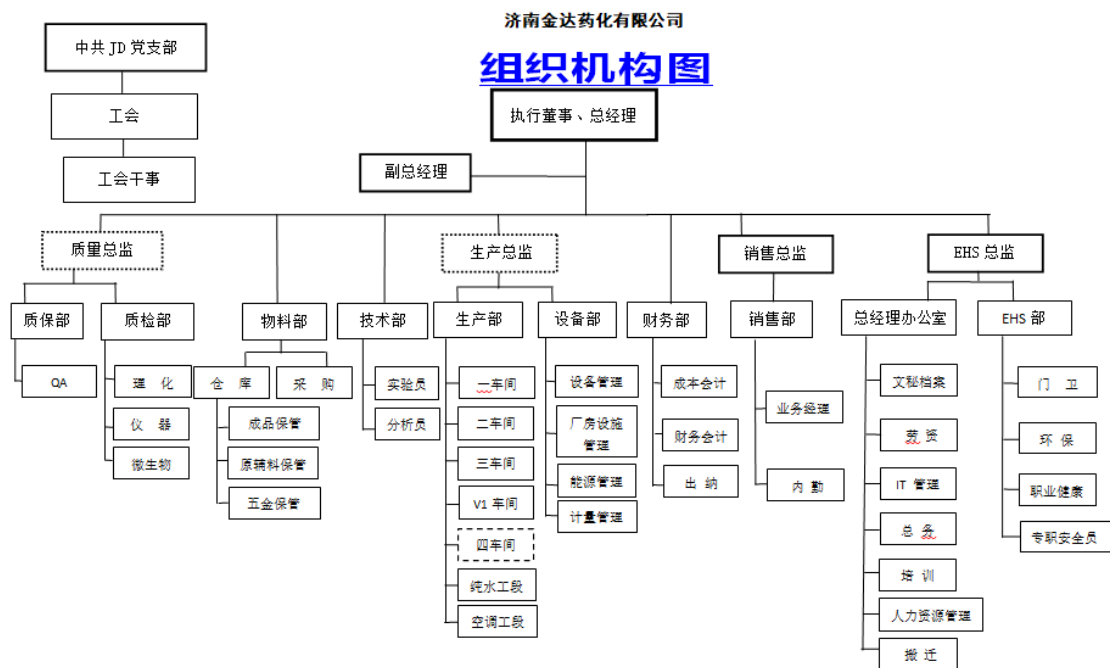 济南金达药化有限公司
组织机构图
中共 JD 党支部
工会
工会干事
执行董事、总经理
副总经理
质量总监
生产总监
销售总监
EHS 总监
质保部
质检部
物料部
技术部
生产部
设备部
财务部
销售部
总经理办公室
EHS 部
QA
理 化
仪 器
微生物
仓 库
采 购
成品保管
原辅料保管
五金保管
实验员
分析员
一车间
二车间
三车间
V1 车间
四车间
纯水工段
空调工段
设备管理
厂房设施
管理
能源管理
计量管理
成本会计
财务会计
出 纳
业务经理
内 勤
文秘档案
劳 资
IT 管理
总 务
培 训
人力资源管理
搬 迁
门 卫
环 保
职业健康
专职安全员